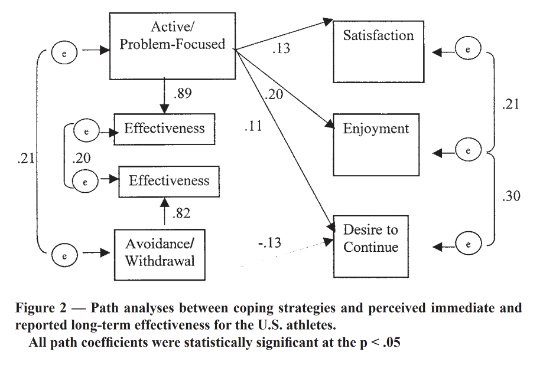 Active/
Problem-Focused
Satisfaction
e
e
.13
.89
.20
.21
.11
e
Effectiveness
Enjoyment
.21
.20
e
e
Effectiveness
.30
.82
Desire to
Continue
Avoidance/
Withdrawal
-.13
e
e
Figure 2 — Path analyses between coping strategies and perceived immediate and
reported long-term effectiveness for the U.S. athletes.
All path coefficients were statistically significant at the p < .05